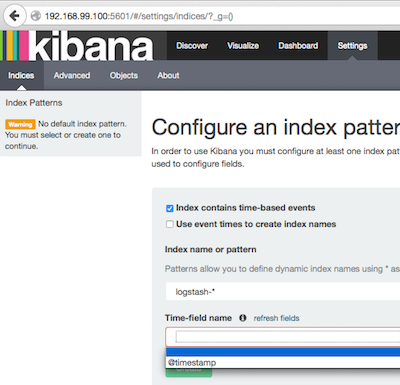 192.168.99.100:5601/#/settings/indices/?_g=()
kibana
Discover Visualize Dashboard Settings
Indices Advanced Objects About
Index Patterns
Warning No default index pattern.
You must select or create one to
continue.
Configure an index patter
In order to use Kibana you must configure at least one index pat
used to configure fields.
Index contains time-based events
Use event times to create index names
Index name or pattern
Patterns allow you to define dynamic index names using * as
logstash-*
Time-field name refresh fields
@timestamp